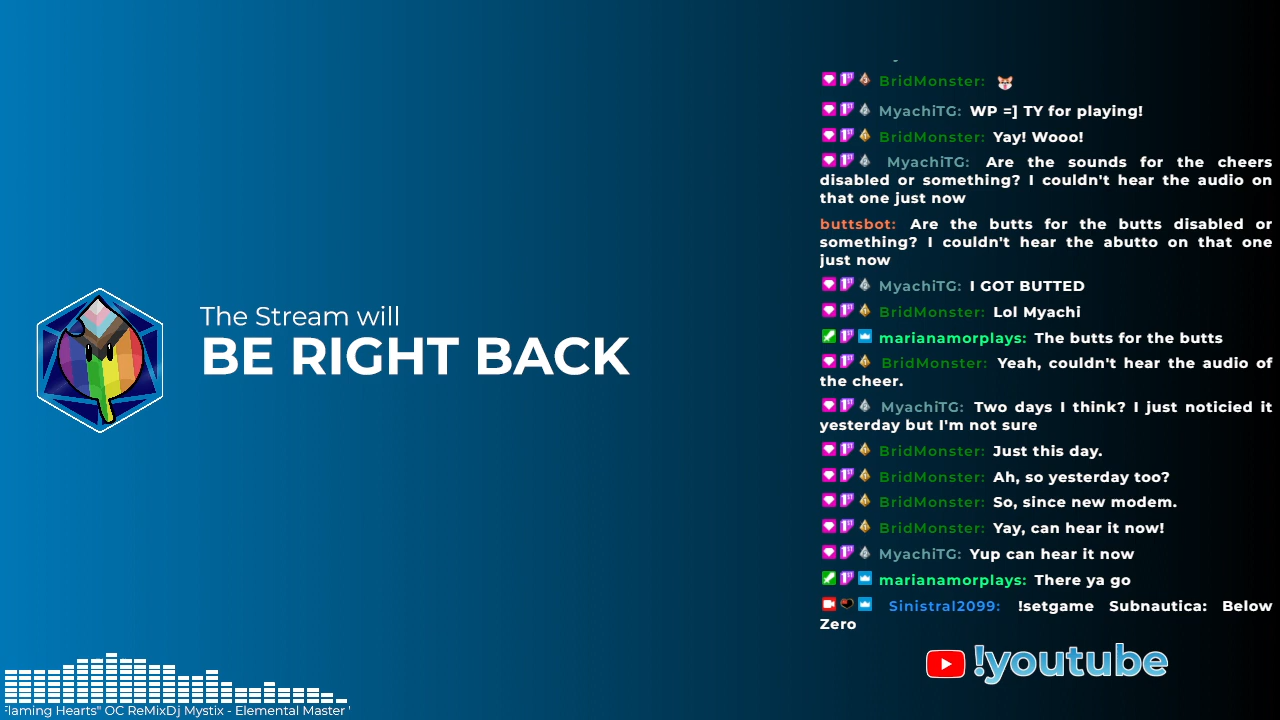 The Stream will
BE RIGHT BACK
BridMonster:
MyachiTG: WP =] TY for playing!
BridMonster: Yay! Wooo!
MyachiTG: Are the sounds for the cheers
disabled or something? I couldn't hear the audio on
that one just now
buttsbot: Are the butts for the butts disabled or
something? I couldn't hear the abutto on that one
just now
MyachiTG: I GOT BUTTED
BridMonster: Lol Myachi
marianamorplays: The butts for the butts
BridMonster: Yeah, couldn't hear the audio of
the cheer.
MyachiTG: Two days I think? I just noticied it
yesterday but I'm not sure
BridMonster: Just this day.
BridMonster: Ah, so yesterday too?
BridMonster: So, since new modem.
BridMonster: Yay, can hear it now!
MyachiTG: Yup can hear it now
marianamorplays: There ya go
Sinistral2099: !setgame Subnautica: Below
Zero
!youtube
Flaming Hearts" OC ReMixDj Mystix - Elemental Master '